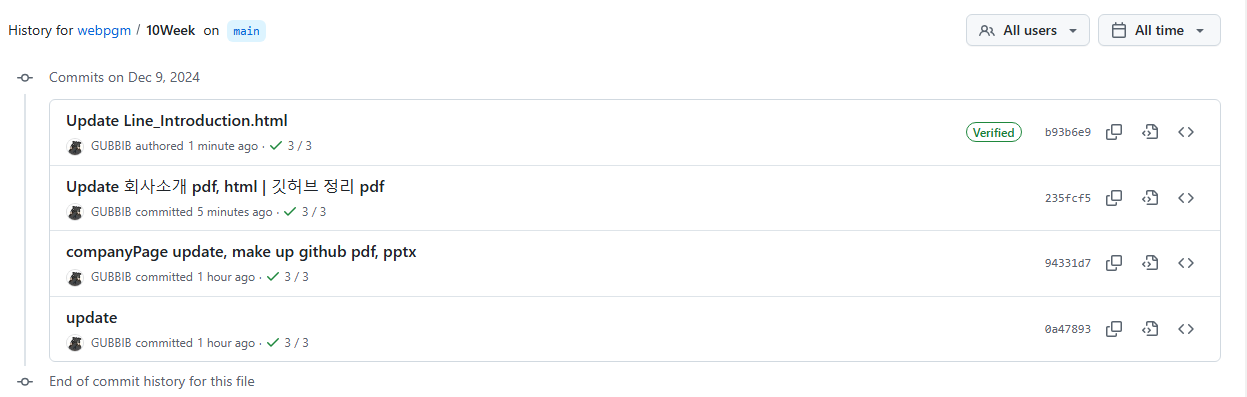 History for webpgm / 10Week on main
All users
All time
Commits on Dec 9, 2024
Update Line_Introduction.html
GUBBIB authored 1 minute ago · 3 / 3
Verified
b93b6e9
Update 회사소개 pdf, html | 깃허브 정리 pdf
GUBBIB committed 5 minutes ago · 3 / 3
235fcf5
companyPage update, make up github pdf, pptx
GUBBIB committed 1 hour ago · 3 / 3
94331d7
update
GUBBIB committed 1 hour ago · 3 / 3
0a47893
End of commit history for this file